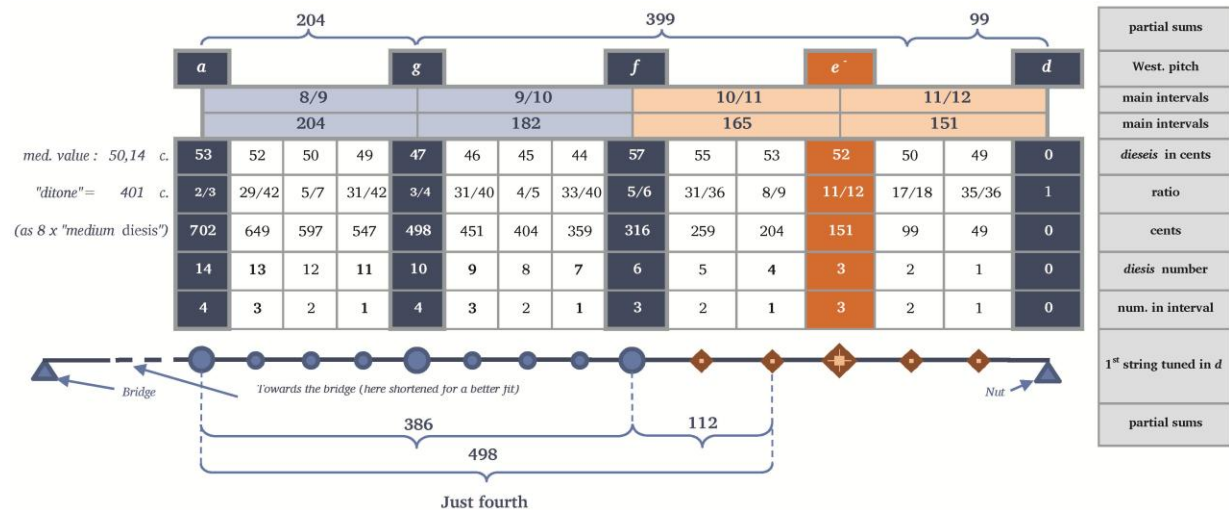 204 399 99 partial sums
a g f e - d West. pitch
8/9 9/10 10/11 11/12 main intervals
204 182 165 151 main intervals
med. value : 50,14 c. 53 52 50 49 47 46 45 44 57 55 53 52 50 49 0 dieseis in cents
"ditone"= 401 c. 2/3 29/42 5/7 31/42 3/4 31/40 4/5 33/40 5/6 31/36 8/9 11/12 17/18 35/36 1 ratio
(as 8 x "medium diesis") 702 649 597 547 498 451 404 359 316 259 204 151 99 49 0 cents
14 13 12 11 10 9 8 7 6 5 4 3 2 1 0 diesis number
4 3 2 1 4 3 2 1 3 2 1 3 2 1 0 num. in interval
1st string tuned in d
Bridge Towards the bridge (here shortened for a better fit) Nut
386 112 partial sums
498
Just fourth